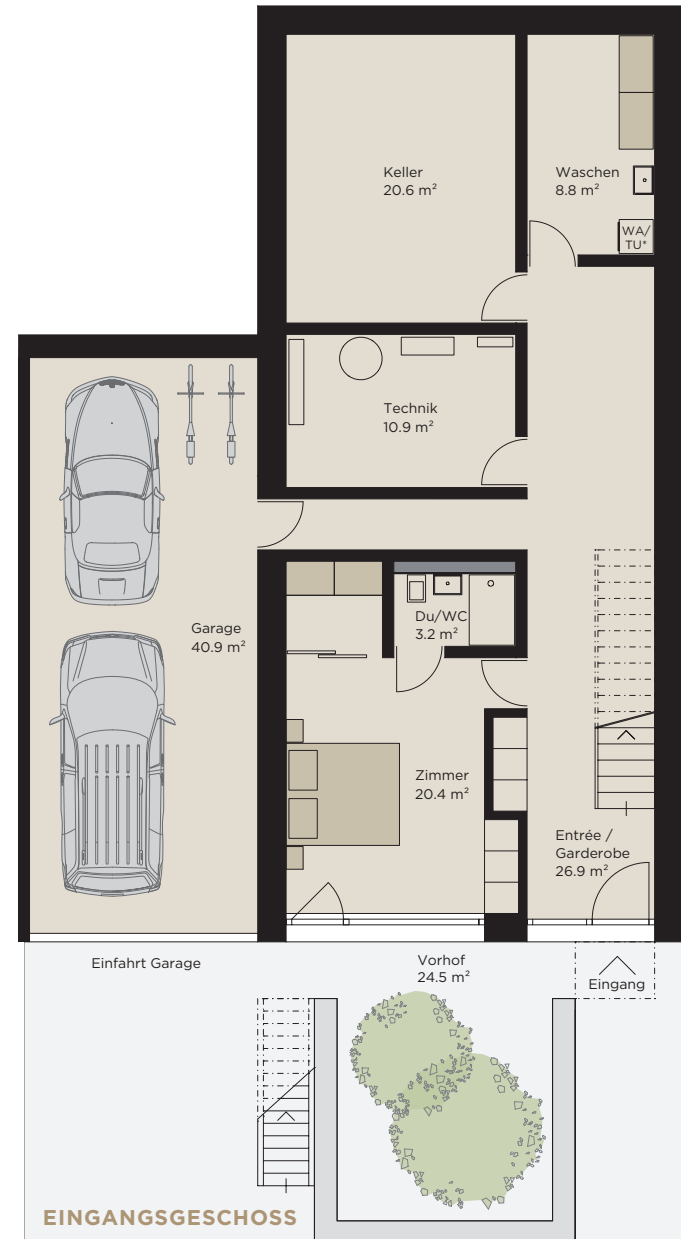 Keller
20.6 m²
Waschen
8.8 m²
WA/
TU*
Technik
10.9 m²
Garage
40.9 m²
Du/WC
3.2 m²
Zimmer
20.4 m²
Entrée /
Garderobe
26.9 m²
Einfahrt Garage
Vorhof
24.5 m²
Eingang
EINGANGSGESCHOSS